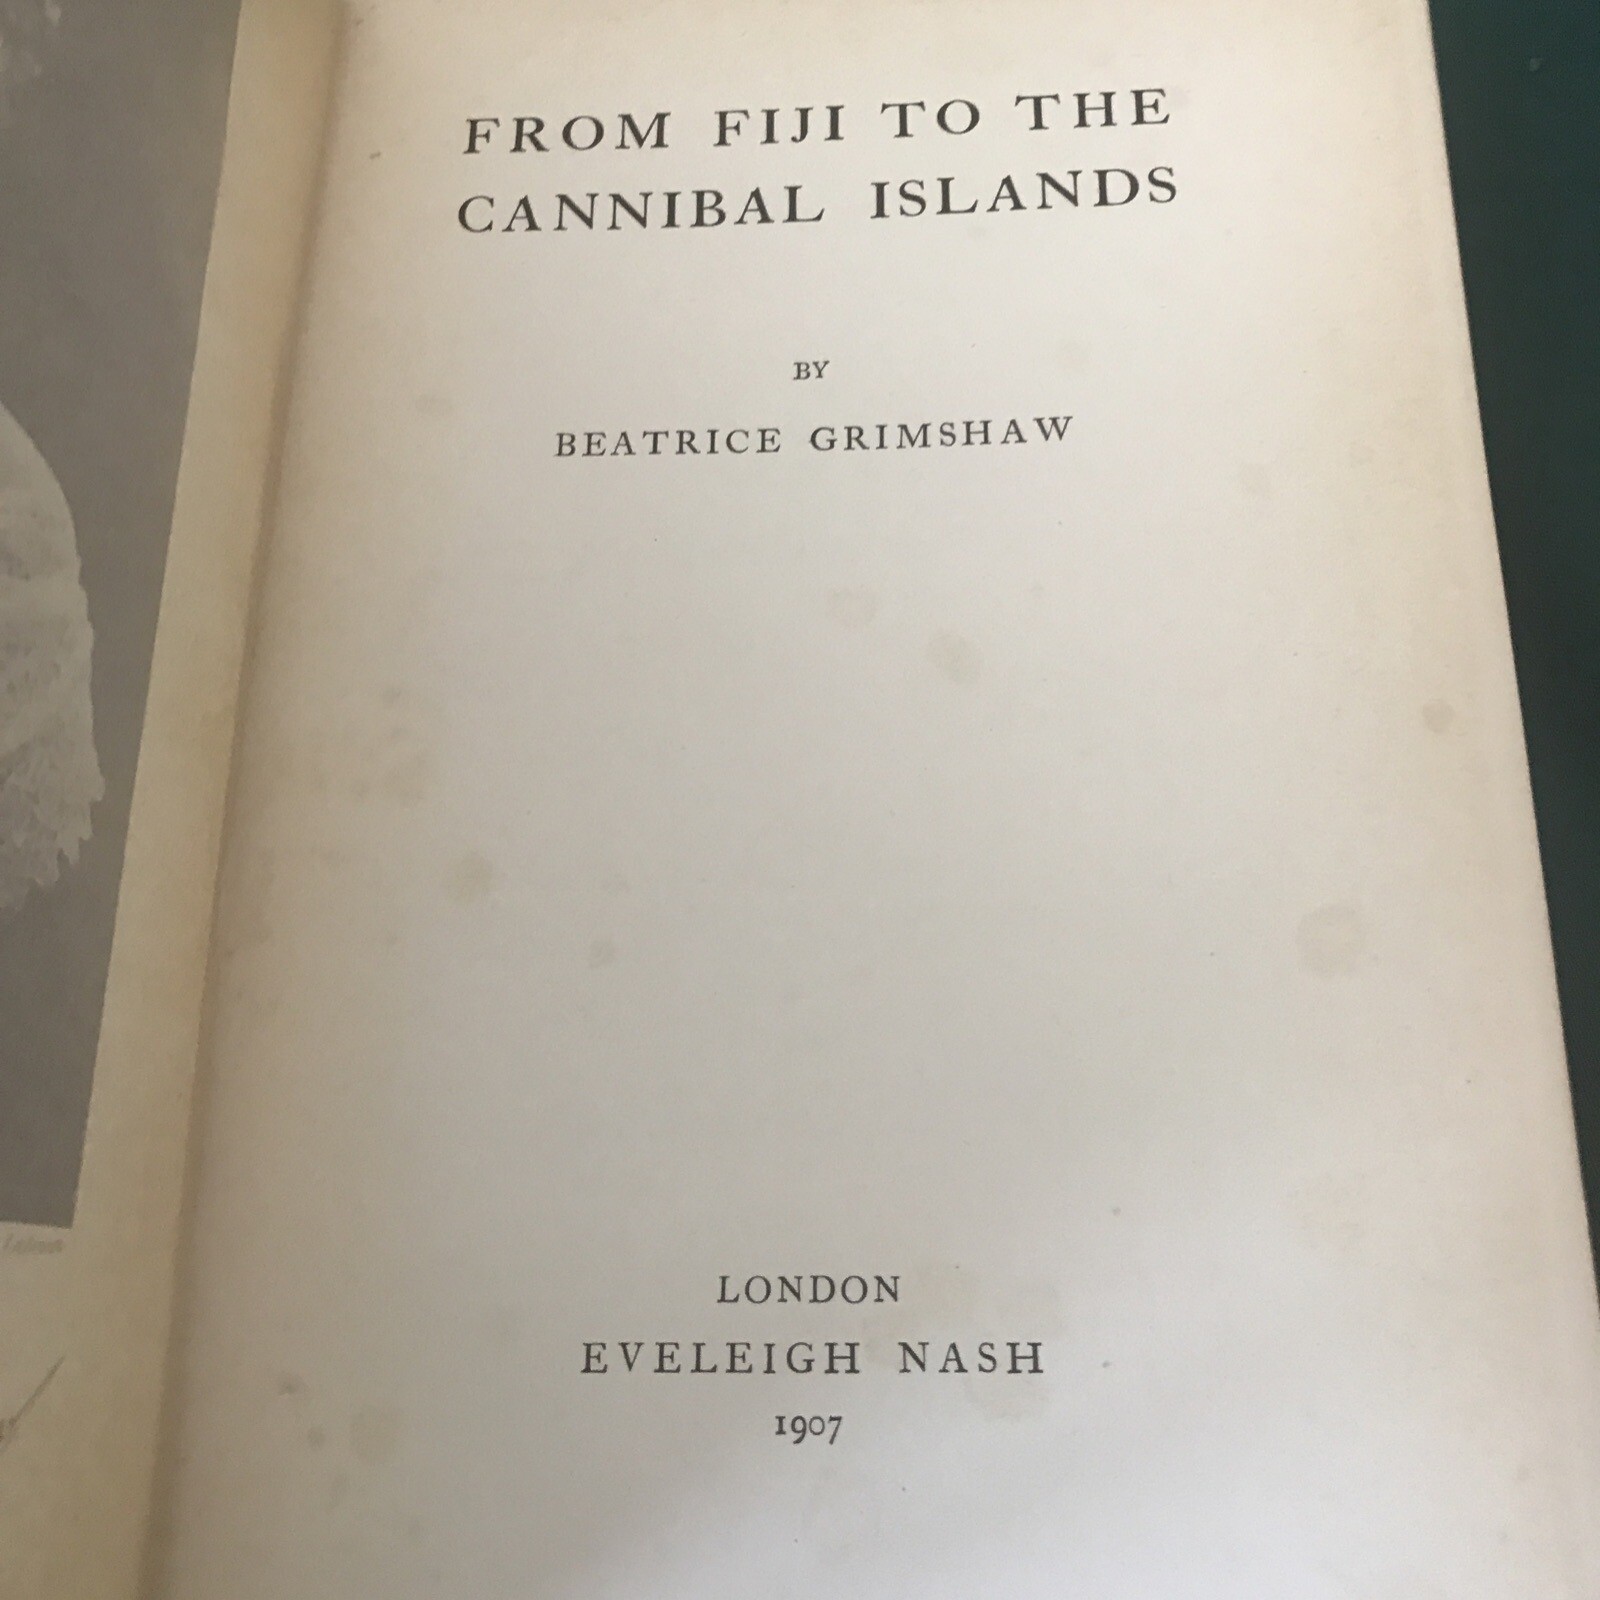 FROM FIJI TO THE
CANNIBAL ISLANDS
BY
BEATRICE GRIMSHAW
LONDON
EVELEIGH NASH
1907